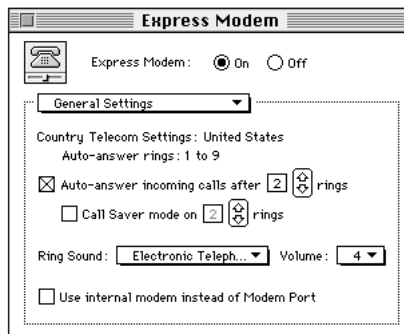 Express Modem
Express Modem: On Off
General Settings
Country Telecom Settings: United States
Auto-answer rings: 1 to 9
Auto-answer incoming calls after 2 rings
Call Saver mode on 2 rings
Ring Sound: Electronic Teleph... Volume: 4
Use internal modem instead of Modem Port